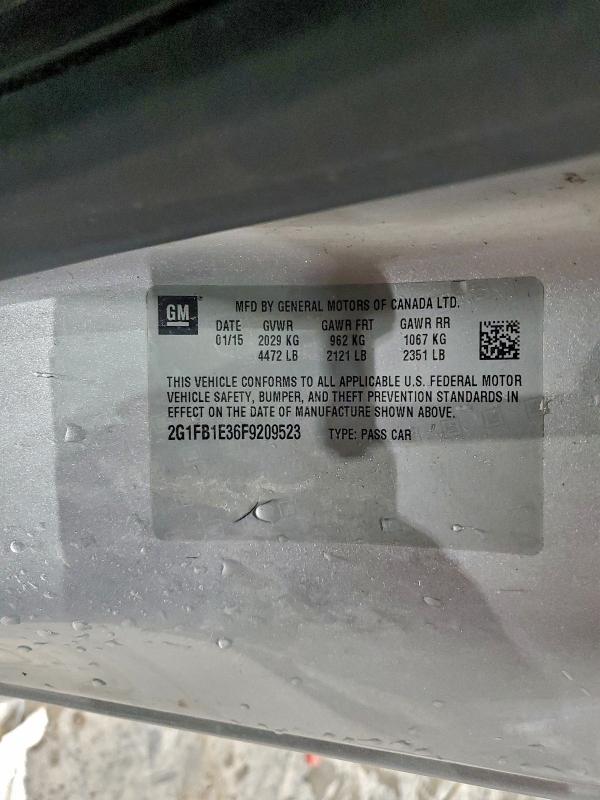 GM
MFD BY GENERAL MOTORS OF CANADA LTD.
DATE GVWR GAWR FRT GAWR RR
01/15 2029 KG 962 KG 1067 KG
4472 LB 2121 LB 2351 LB
THIS VEHICLE CONFORMS TO ALL APPLICABLE U.S. FEDERAL MOTOR
VEHICLE SAFETY, BUMPER, AND THEFT PREVENTION STANDARDS IN
EFFECT ON THE DATE OF MANUFACTURE SHOWN ABOVE.
2G1FB1E36F9209523 TYPE: PASS CAR